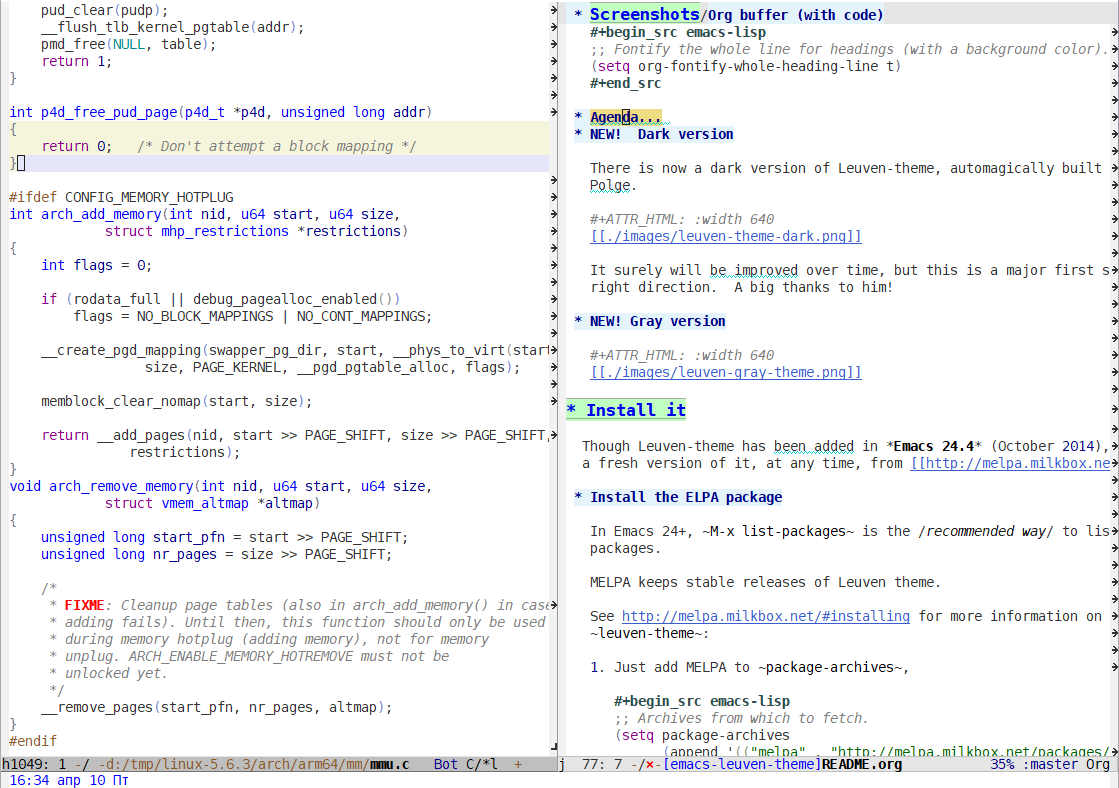 pud_clear(pudp);
    __flush_tlb_kernel_pgtable(addr);
    pmd_free(NULL, table);
    return 1;
}

int p4d_free_pud_page(p4d_t *p4d, unsigned long addr)
{
    return 0;   /* Don't attempt a block mapping */
}

#ifdef CONFIG_MEMORY_HOTPLUG
int arch_add_memory(int nid, u64 start, u64 size,
            struct mhp_restrictions *restrictions)
{
    int flags = 0;

    if (rodata_full || debug_pagealloc_enabled())
        flags = NO_BLOCK_MAPPINGS | NO_CONT_MAPPINGS;

    __create_pgd_mapping(swapper_pg_dir, start, __phys_to_virt(start
                 size, PAGE_KERNEL, __pgd_pgtable_alloc, flags);

    memblock_clear_nomap(start, size);

    return __add_pages(nid, start >> PAGE_SHIFT, size >> PAGE_SHIFT,
               restrictions);
}
void arch_remove_memory(int nid, u64 start, u64 size,
            struct vmem_altmap *altmap)
{
    unsigned long start_pfn = start >> PAGE_SHIFT;
    unsigned long nr_pages = size >> PAGE_SHIFT;

    /*
     * FIXME: Cleanup page tables (also in arch_add_memory() in case
     * adding fails). Until then, this function should only be used
     * during memory hotplug (adding memory), not for memory
     * unplug. ARCH_ENABLE_MEMORY_HOTREMOVE must not be
     * unlocked yet.
     */
    __remove_pages(start_pfn, nr_pages, altmap);
}
#endif
h1049: 1 -/ -d:/tmp/linux-5.6.3/arch/arm64/mm/mmu.c   Bot C/*l  +
 * Screenshots/Org buffer (with code)
   #+begin_src emacs-lisp
   ;; Fontify the whole line for headings (with a background color).
   (setq org-fontify-whole-heading-line t)
   #+end_src

 * Agenda...
 * NEW!  Dark version

   There is now a dark version of Leuven-theme, automagically built
   Polge.

   #+ATTR_HTML: :width 640
   [[./images/leuven-theme-dark.png]]

   It surely will be improved over time, but this is a major first s
   right direction.  A big thanks to him!

 * NEW! Gray version

   #+ATTR_HTML: :width 640
   [[./images/leuven-gray-theme.png]]

* Install it

  Though Leuven-theme has been added in *Emacs 24.4* (October 2014),
  a fresh version of it, at any time, from [[http://melpa.milkbox.ne

 * Install the ELPA package

   In Emacs 24+, ~M-x list-packages~ is the /recommended way/ to lis
   packages.

   MELPA keeps stable releases of Leuven theme.

   See http://melpa.milkbox.net/#installing for more information on
   ~leuven-theme~:

   1. Just add MELPA to ~package-archives~,

      #+begin_src emacs-lisp
      ;; Archives from which to fetch.
      (setq package-archives
            (append '(("melpa" . "http://melpa.milkbox.net/packages/
j  77: 7 -/×-[emacs-leuven-theme]README.org           35% :master Org
16:34 апр 10 Пт